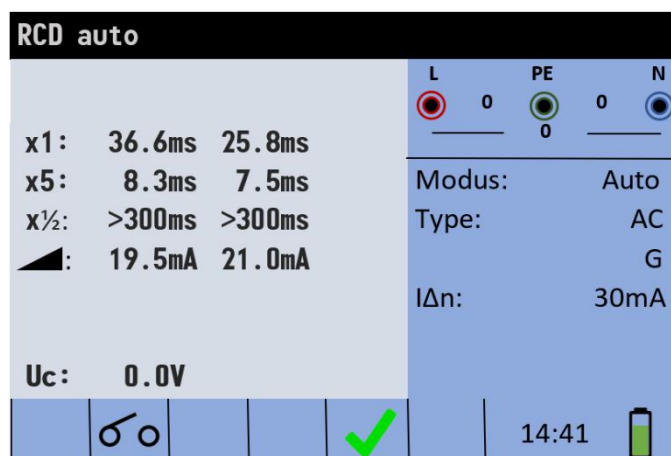 RCD auto
L PE N
0 0
0
x1: 36.6ms 25.8ms
x5: 8.3ms 7.5ms
x½: >300ms >300ms
: 19.5mA 21.0mA
Uc: 0.0V
Modus: Auto
Type: AC
G
IΔn: 30mA
14:41